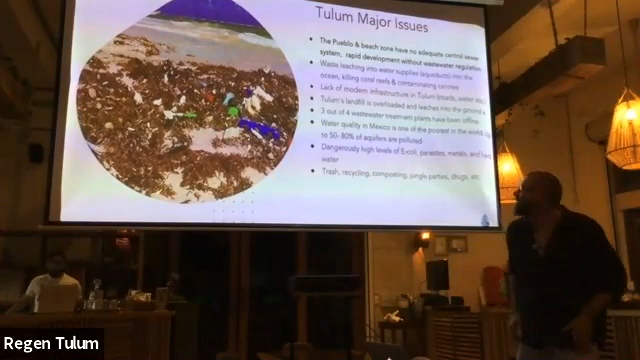 Tulum Major Issues
• The Pueblo & beach zone have no adequate central sewer
system, rapid development without wastewater regulation
• Waste leaching into water supplies (aqueducts) into the
ocean, killing coral reefs & contaminating cenotes
• Lack of modern infrastructure in Tulum (roads, water etc.)
• Tulum's landfill is overloaded and leaches into the ground
• 3 out of 4 wastewater treatment plants have been offline
• Water quality in Mexico is one of the poorest in the world, up
to 50- 80% of aquifers are polluted
• Dangerously high levels of E-coli, parasites, metals, and hard
water
• Trash, recycling, composting, jungle parties, drugs, etc.
Regen Tulum